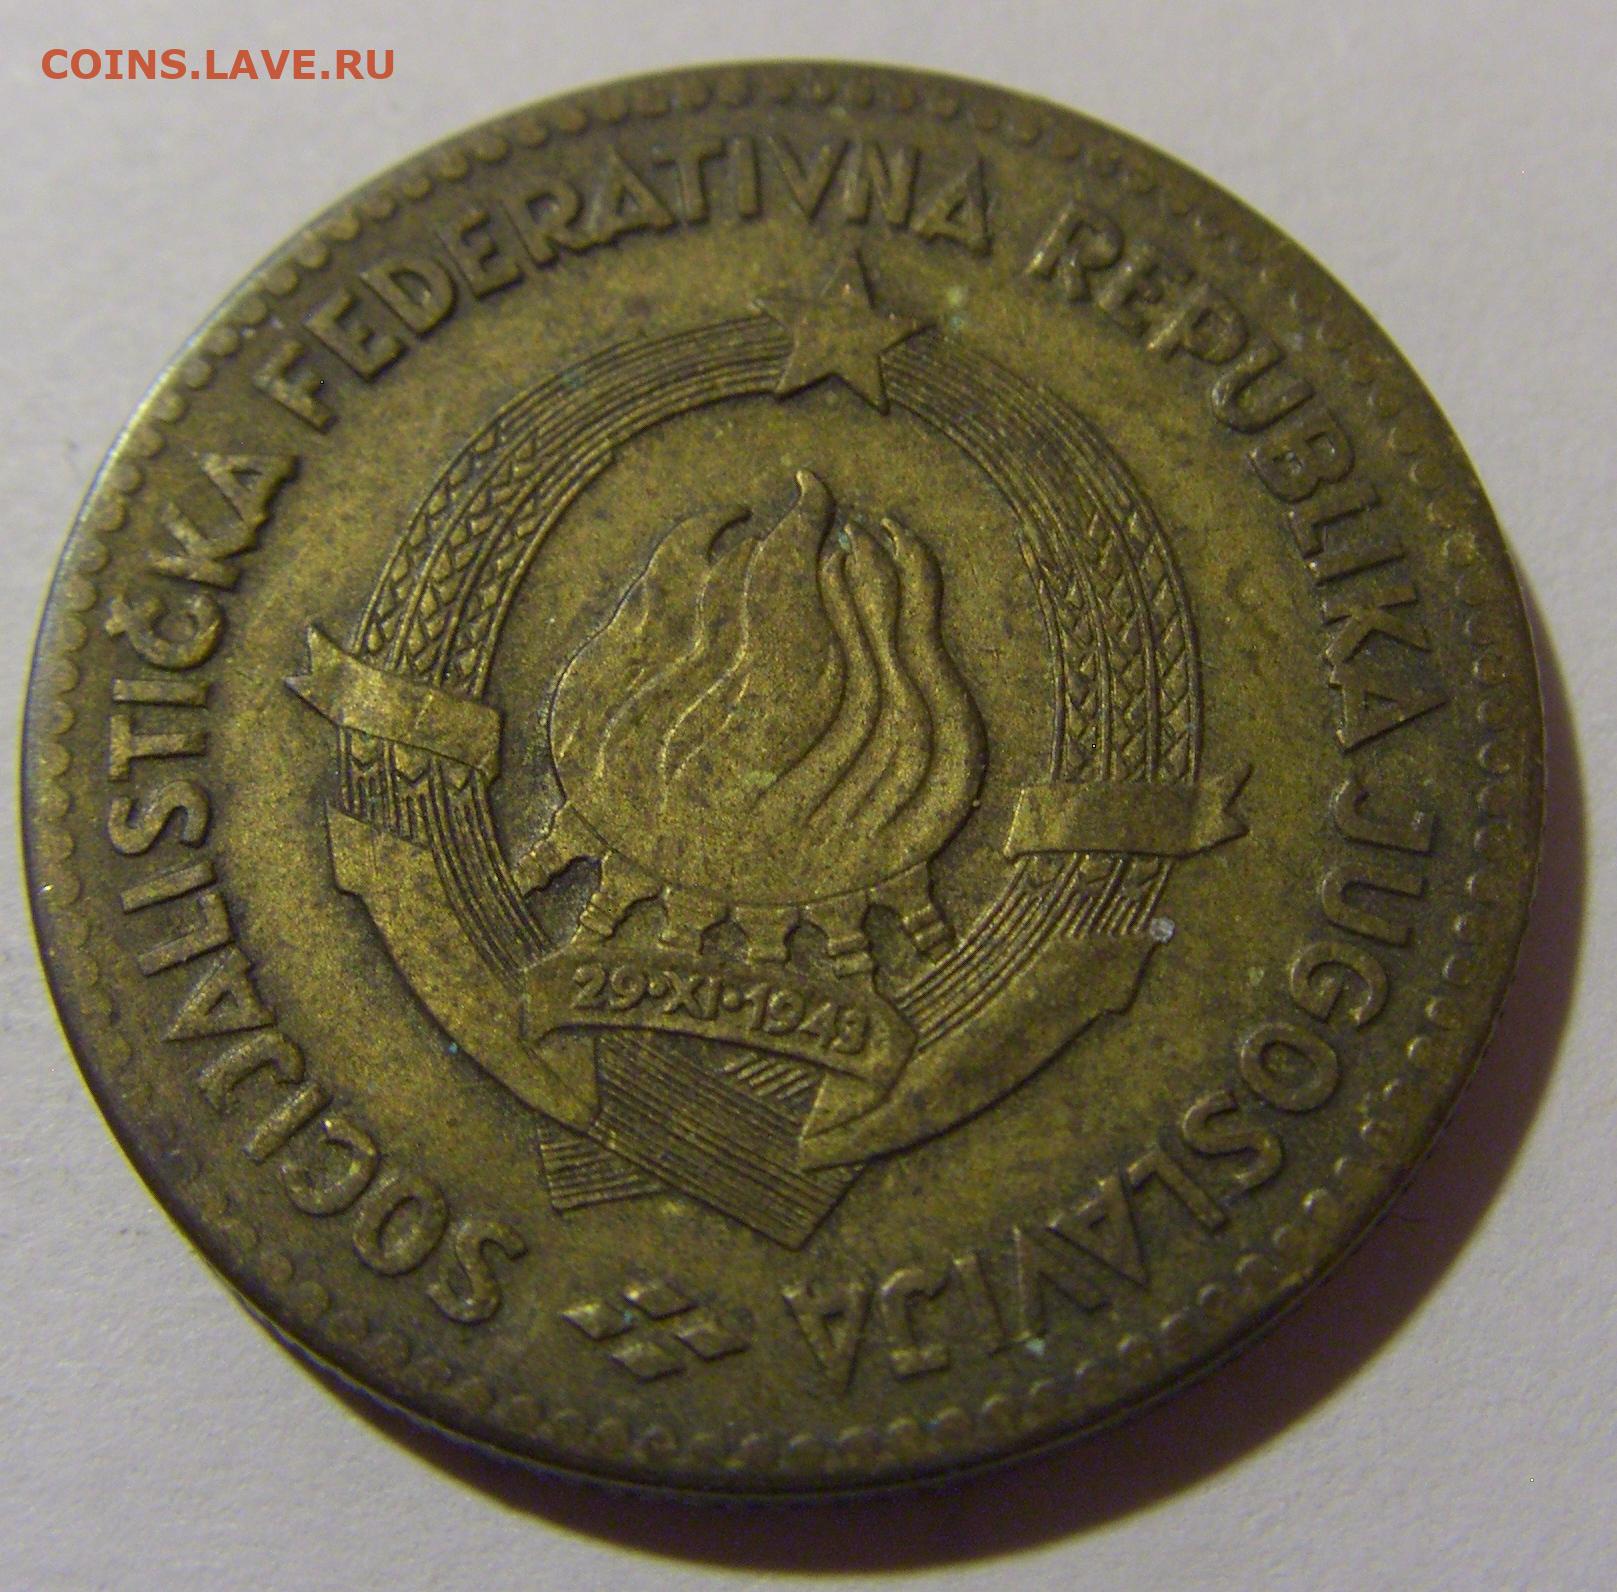 COINS.LAVE.RU
SOCIJALISTIČKA FEDERATIVNA REPUBLIKA JUGOSLAVIJA
29·XI·1943